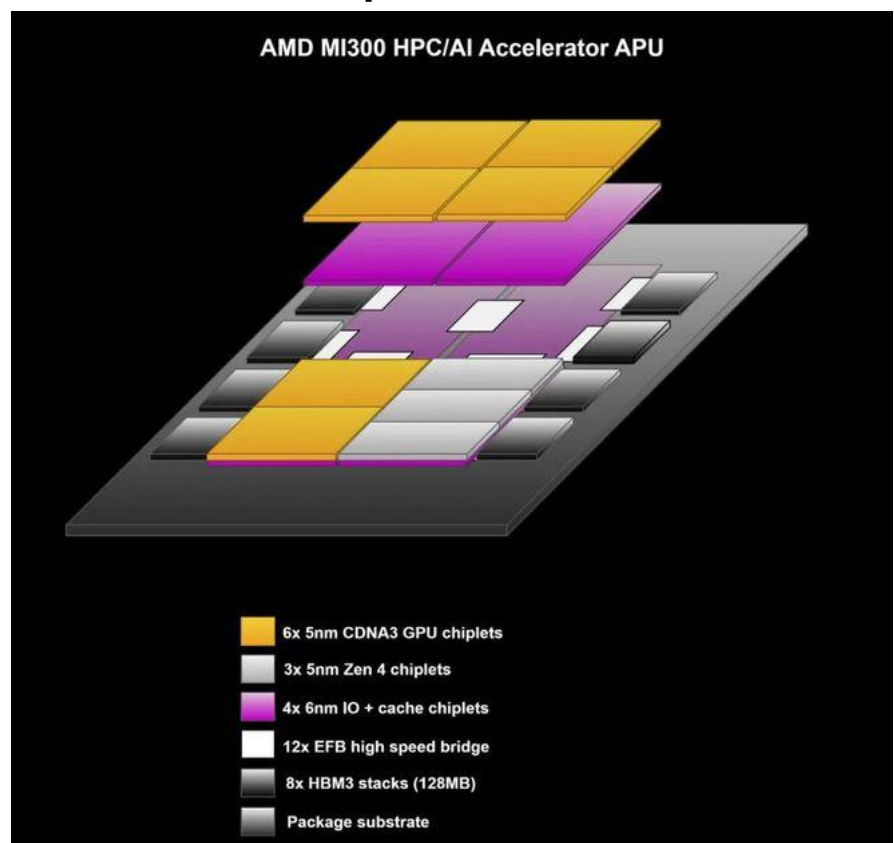 AMD MI300 HPC/AI Accelerator APU
6x 5nm CDNA3 GPU chiplets
3x 5nm Zen 4 chiplets
4x 6nm IO + cache chiplets
12x EFB high speed bridge
8x HBM3 stacks (128MB)
Package substrate